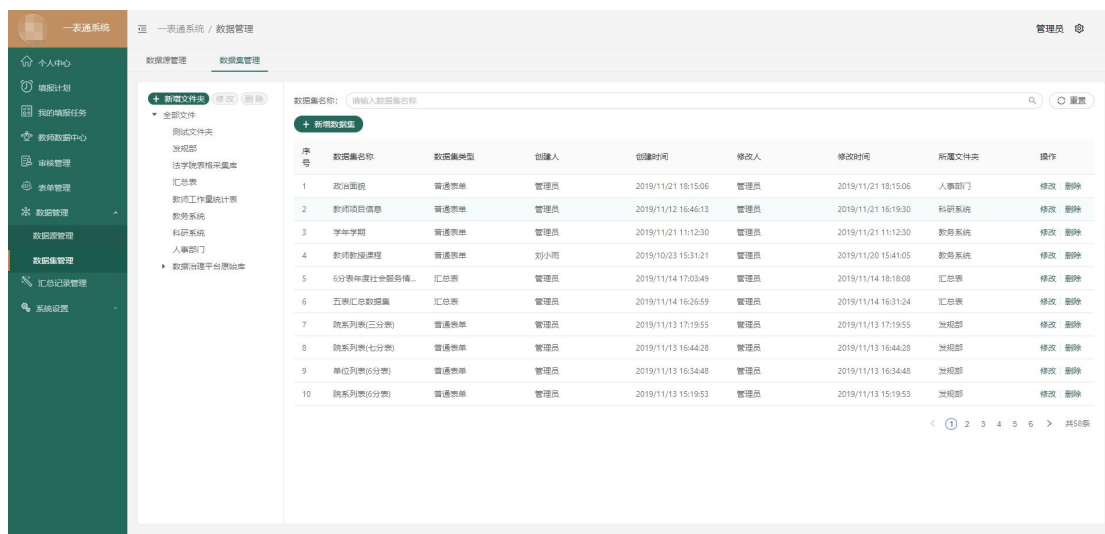 一表通系统
一表通系统 / 数据管理
管理员
个人中心
填报计划
我的填报任务
教师数据中心
审核管理
表单管理
数据管理
数据源管理
数据集管理
汇总记录管理
系统设置
数据源管理 数据集管理
+ 新增文件夹 修改 删除
全部文件
测试文件夹
发规部
法学院表格采集库
汇总表
教师工作量统计表
教务系统
科研系统
人事部门
数据治理平台原始库
数据集名称: 请输入数据集名称 重置
+ 新增数据集
序号 数据集名称 数据集类型 创建人 创建时间 修改人 修改时间 所属文件夹 操作
1 政治面貌 普通表单 管理员 2019/11/21 18:15:06 管理员 2019/11/21 18:15:06 人事部门 修改 删除
2 教师项目信息 普通表单 管理员 2019/11/12 16:46:13 管理员 2019/11/21 16:19:30 科研系统 修改 删除
3 学年学期 普通表单 管理员 2019/11/21 11:12:30 管理员 2019/11/21 11:12:30 教务系统 修改 删除
4 教师教授课程 普通表单 刘小雨 2019/10/23 15:31:21 管理员 2019/11/20 15:41:05 教务系统 修改 删除
5 6分表年度社会服务情... 汇总表 管理员 2019/11/14 17:03:49 管理员 2019/11/14 18:18:08 汇总表 修改 删除
6 五表汇总数据集 汇总表 管理员 2019/11/14 16:26:59 管理员 2019/11/14 16:31:24 汇总表 修改 删除
7 院系列表(三分表) 普通表单 管理员 2019/11/13 17:19:55 管理员 2019/11/13 17:19:55 发规部 修改 删除
8 院系列表(七分表) 普通表单 管理员 2019/11/13 16:44:28 管理员 2019/11/13 16:44:28 发规部 修改 删除
9 单位列表(6分表) 普通表单 管理员 2019/11/13 16:34:48 管理员 2019/11/13 16:34:48 发规部 修改 删除
10 院系列表(6分表) 普通表单 管理员 2019/11/13 15:19:53 管理员 2019/11/13 15:19:53 发规部 修改 删除
< 1 2 3 4 5 6 > 共58条